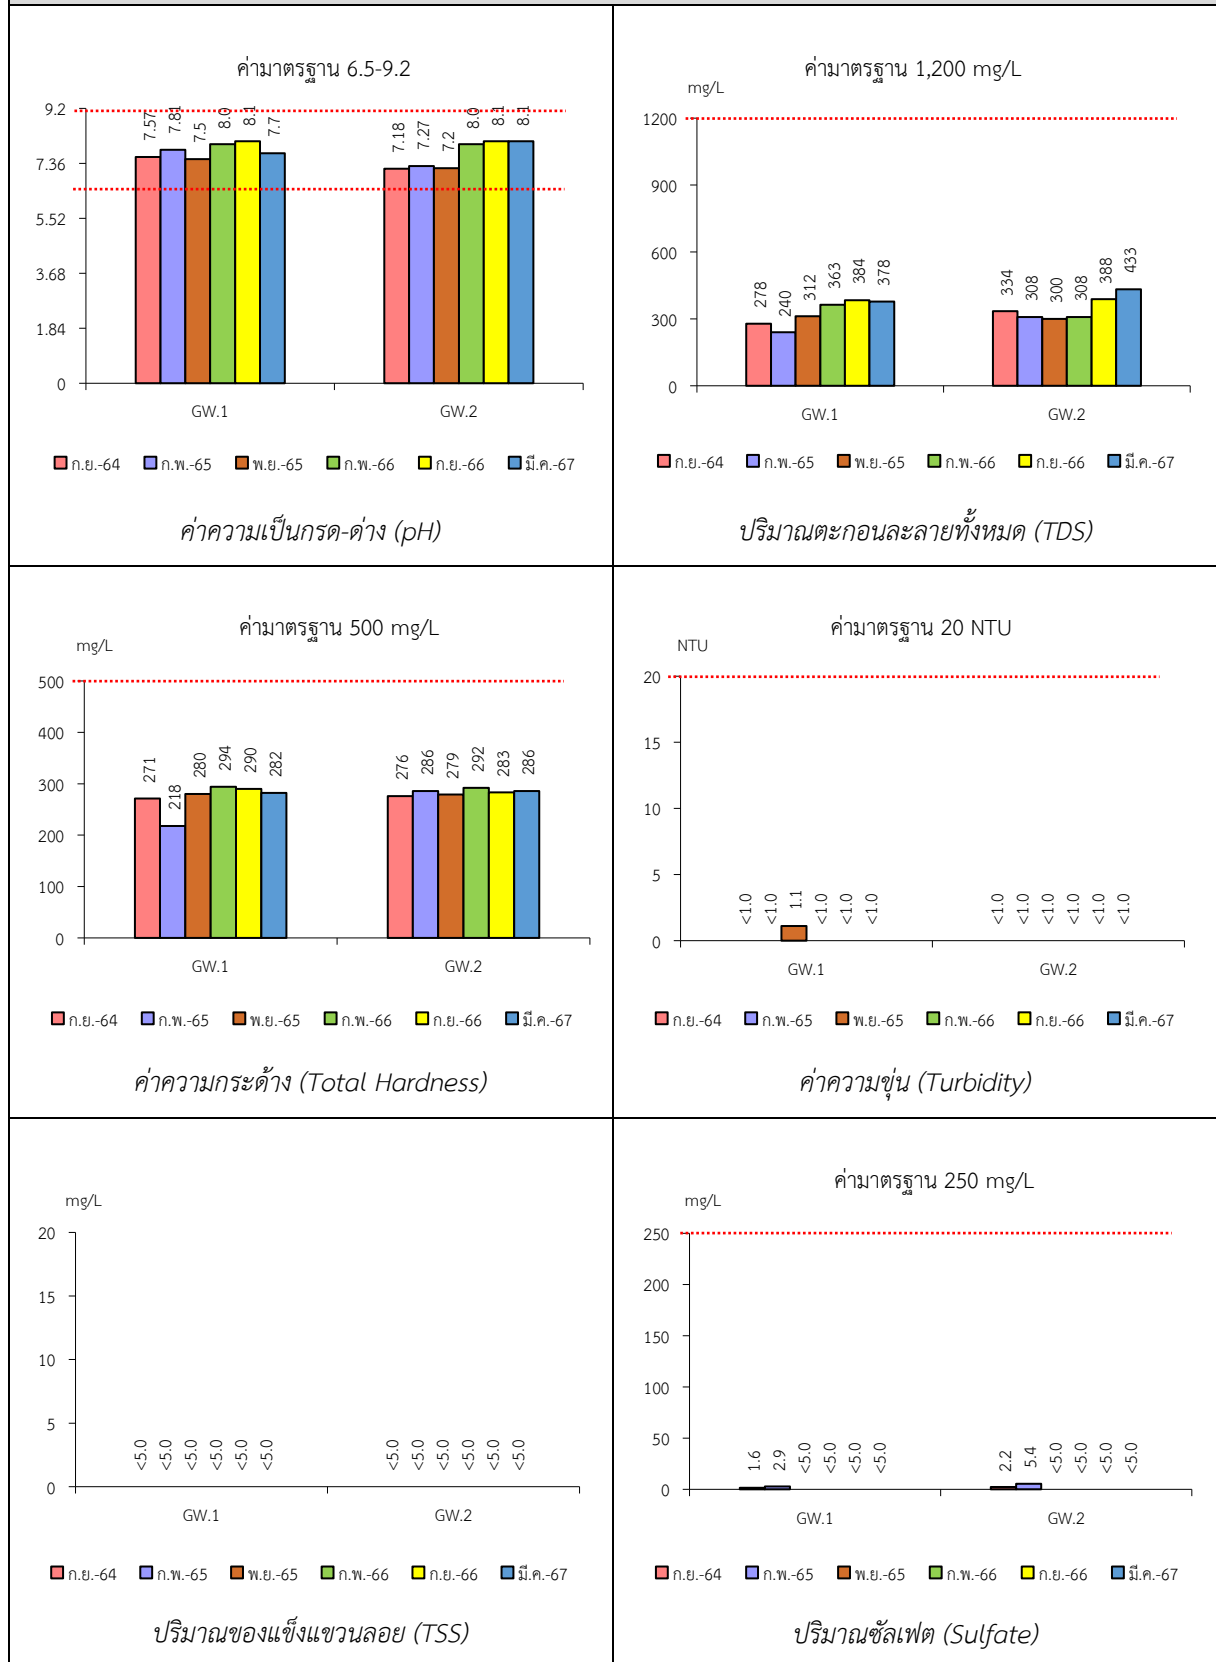 ค่ามาตรฐาน 6.5-9.2
9.2
7.36
5.52
3.68
1.84
0
7.57 7.81 7.5 8.0 8.1 7.7
7.18 7.27 7.2 8.0 8.1 8.1
GW.1 GW.2
ก.ย.-64 ก.พ.-65 พ.ย.-65 ก.พ.-66 ก.ย.-66 มี.ค.-67
ค่าความเป็นกรด-ด่าง (pH)
ค่ามาตรฐาน 1,200 mg/L
mg/L
1200
900
600
300
0
278 240 312 363 384 378
334 308 300 308 388 433
GW.1 GW.2
ก.ย.-64 ก.พ.-65 พ.ย.-65 ก.พ.-66 ก.ย.-66 มี.ค.-67
ปริมาณตะกอนละลายทั้งหมด (TDS)
ค่ามาตรฐาน 500 mg/L
mg/L
500
400
300
200
100
0
271 218 280 294 290 282
276 286 279 292 283 286
GW.1 GW.2
ก.ย.-64 ก.พ.-65 พ.ย.-65 ก.พ.-66 ก.ย.-66 มี.ค.-67
ค่าความกระด้าง (Total Hardness)
ค่ามาตรฐาน 20 NTU
NTU
20
15
10
5
0
<1.0 <1.0 1.1 <1.0 <1.0 <1.0
<1.0 <1.0 <1.0 <1.0 <1.0 <1.0
GW.1 GW.2
ก.ย.-64 ก.พ.-65 พ.ย.-65 ก.พ.-66 ก.ย.-66 มี.ค.-67
ค่าความขุ่น (Turbidity)
mg/L
20
15
10
5
0
<5.0 <5.0 <5.0 <5.0 <5.0 <5.0
<5.0 <5.0 <5.0 <5.0 <5.0 <5.0
GW.1 GW.2
ก.ย.-64 ก.พ.-65 พ.ย.-65 ก.พ.-66 ก.ย.-66 มี.ค.-67
ปริมาณของแข็งแขวนลอย (TSS)
ค่ามาตรฐาน 250 mg/L
mg/L
250
200
150
100
50
0
1.6 2.9 <5.0 <5.0 <5.0 <5.0
2.2 5.4 <5.0 <5.0 <5.0 <5.0
GW.1 GW.2
ก.ย.-64 ก.พ.-65 พ.ย.-65 ก.พ.-66 ก.ย.-66 มี.ค.-67
ปริมาณซัลเฟต (Sulfate)